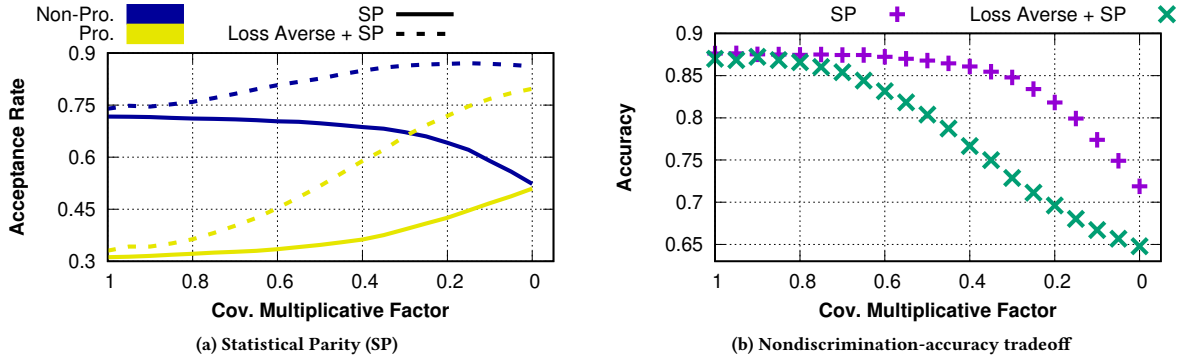 Non-Pro.
Pro.
SP
Loss Averse + SP
0.9
0.75
0.6
0.45
0.3
Acceptance Rate
1 0.8 0.6 0.4 0.2 0
Cov. Multiplicative Factor
(a) Statistical Parity (SP)
SP Loss Averse + SP
0.9
0.85
0.8
0.75
0.7
0.65
Accuracy
1 0.8 0.6 0.4 0.2 0
Cov. Multiplicative Factor
(b) Nondiscrimination-accuracy tradeoff